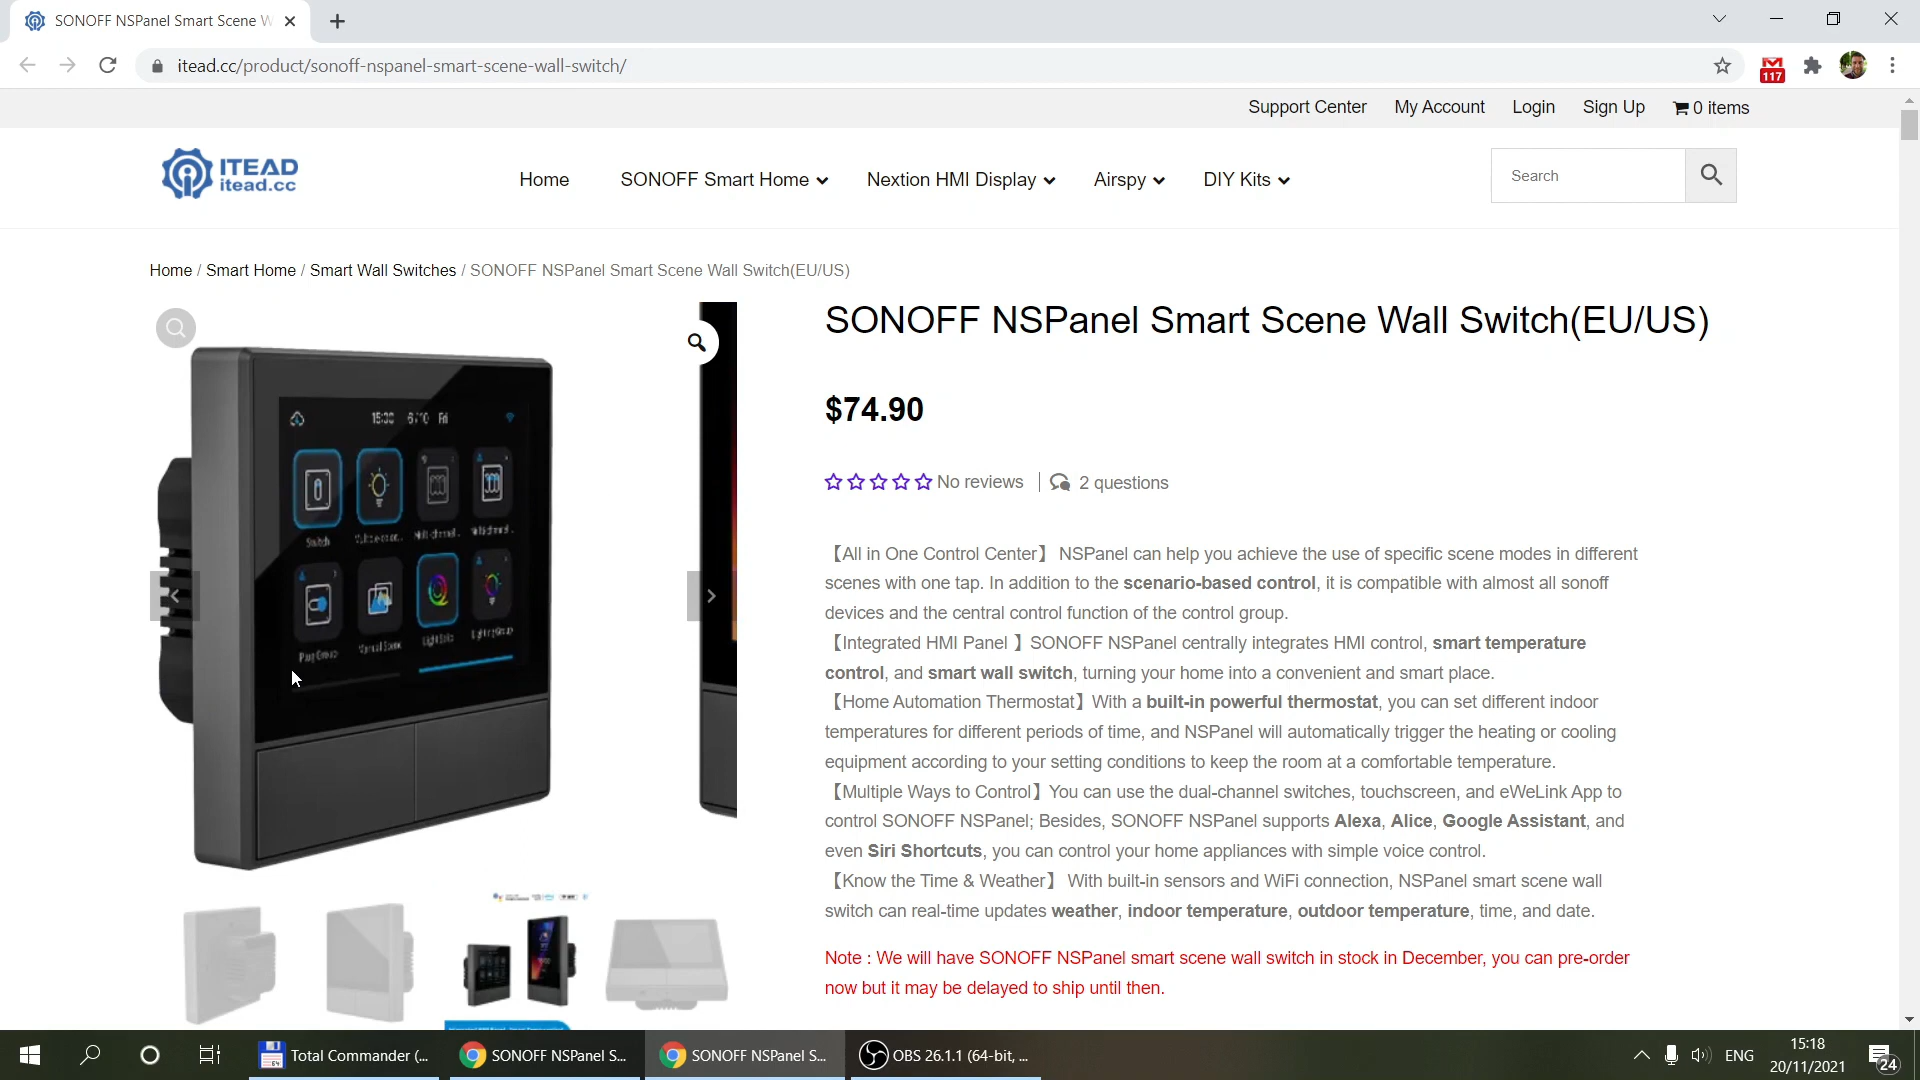 SONOFF NSPanel Smart Scene W
itead.cc/product/sonoff-nspanel-smart-scene-wall-switch/
117
Support Center My Account Login Sign Up 0 items
ITEAD
itead.cc
Home SONOFF Smart Home Nextion HMI Display Airspy DIY Kits
Search
Home / Smart Home / Smart Wall Switches / SONOFF NSPanel Smart Scene Wall Switch(EU/US)
SONOFF NSPanel Smart Scene Wall Switch(EU/US)
$74.90
No reviews 2 questions
【All in One Control Center】 NSPanel can help you achieve the use of specific scene modes in different
scenes with one tap. In addition to the scenario-based control, it is compatible with almost all sonoff
devices and the central control function of the control group.
【Integrated HMI Panel 】SONOFF NSPanel centrally integrates HMI control, smart temperature
control, and smart wall switch, turning your home into a convenient and smart place.
【Home Automation Thermostat】With a built-in powerful thermostat, you can set different indoor
temperatures for different periods of time, and NSPanel will automatically trigger the heating or cooling
equipment according to your setting conditions to keep the room at a comfortable temperature.
【Multiple Ways to Control】You can use the dual-channel switches, touchscreen, and eWeLink App to
control SONOFF NSPanel; Besides, SONOFF NSPanel supports Alexa, Alice, Google Assistant, and
even Siri Shortcuts, you can control your home appliances with simple voice control.
【Know the Time & Weather】 With built-in sensors and WiFi connection, NSPanel smart scene wall
switch can real-time updates weather, indoor temperature, outdoor temperature, time, and date.
Note : We will have SONOFF NSPanel smart scene wall switch in stock in December, you can pre-order
now but it may be delayed to ship until then.
15:30 Fri
Switch
Total Commander (... SONOFF NSPanel S... SONOFF NSPanel S... OBS 26.1.1 (64-bit, ... ENG
15:18
20/11/2021
24